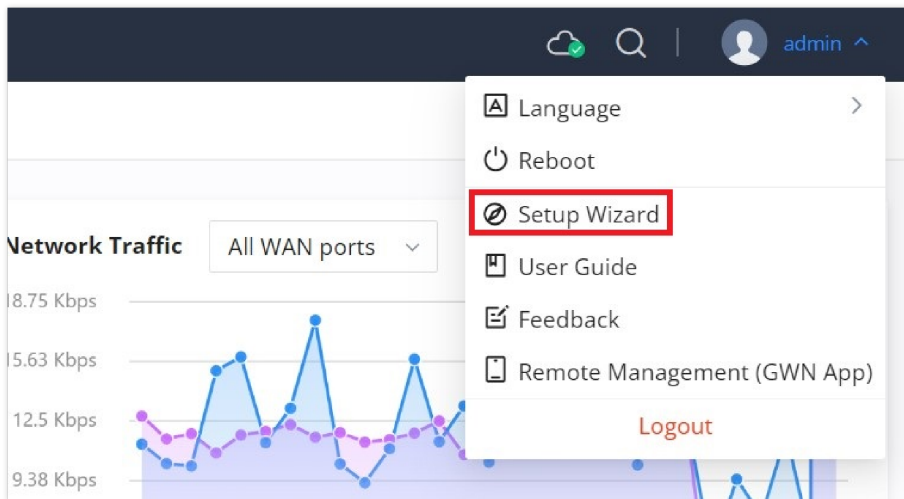 admin
Language
Reboot
Setup Wizard
User Guide
Feedback
Remote Management (GWN App)
Logout
Network Traffic
All WAN ports
18.75 Kbps
15.63 Kbps
12.5 Kbps
9.38 Kbps